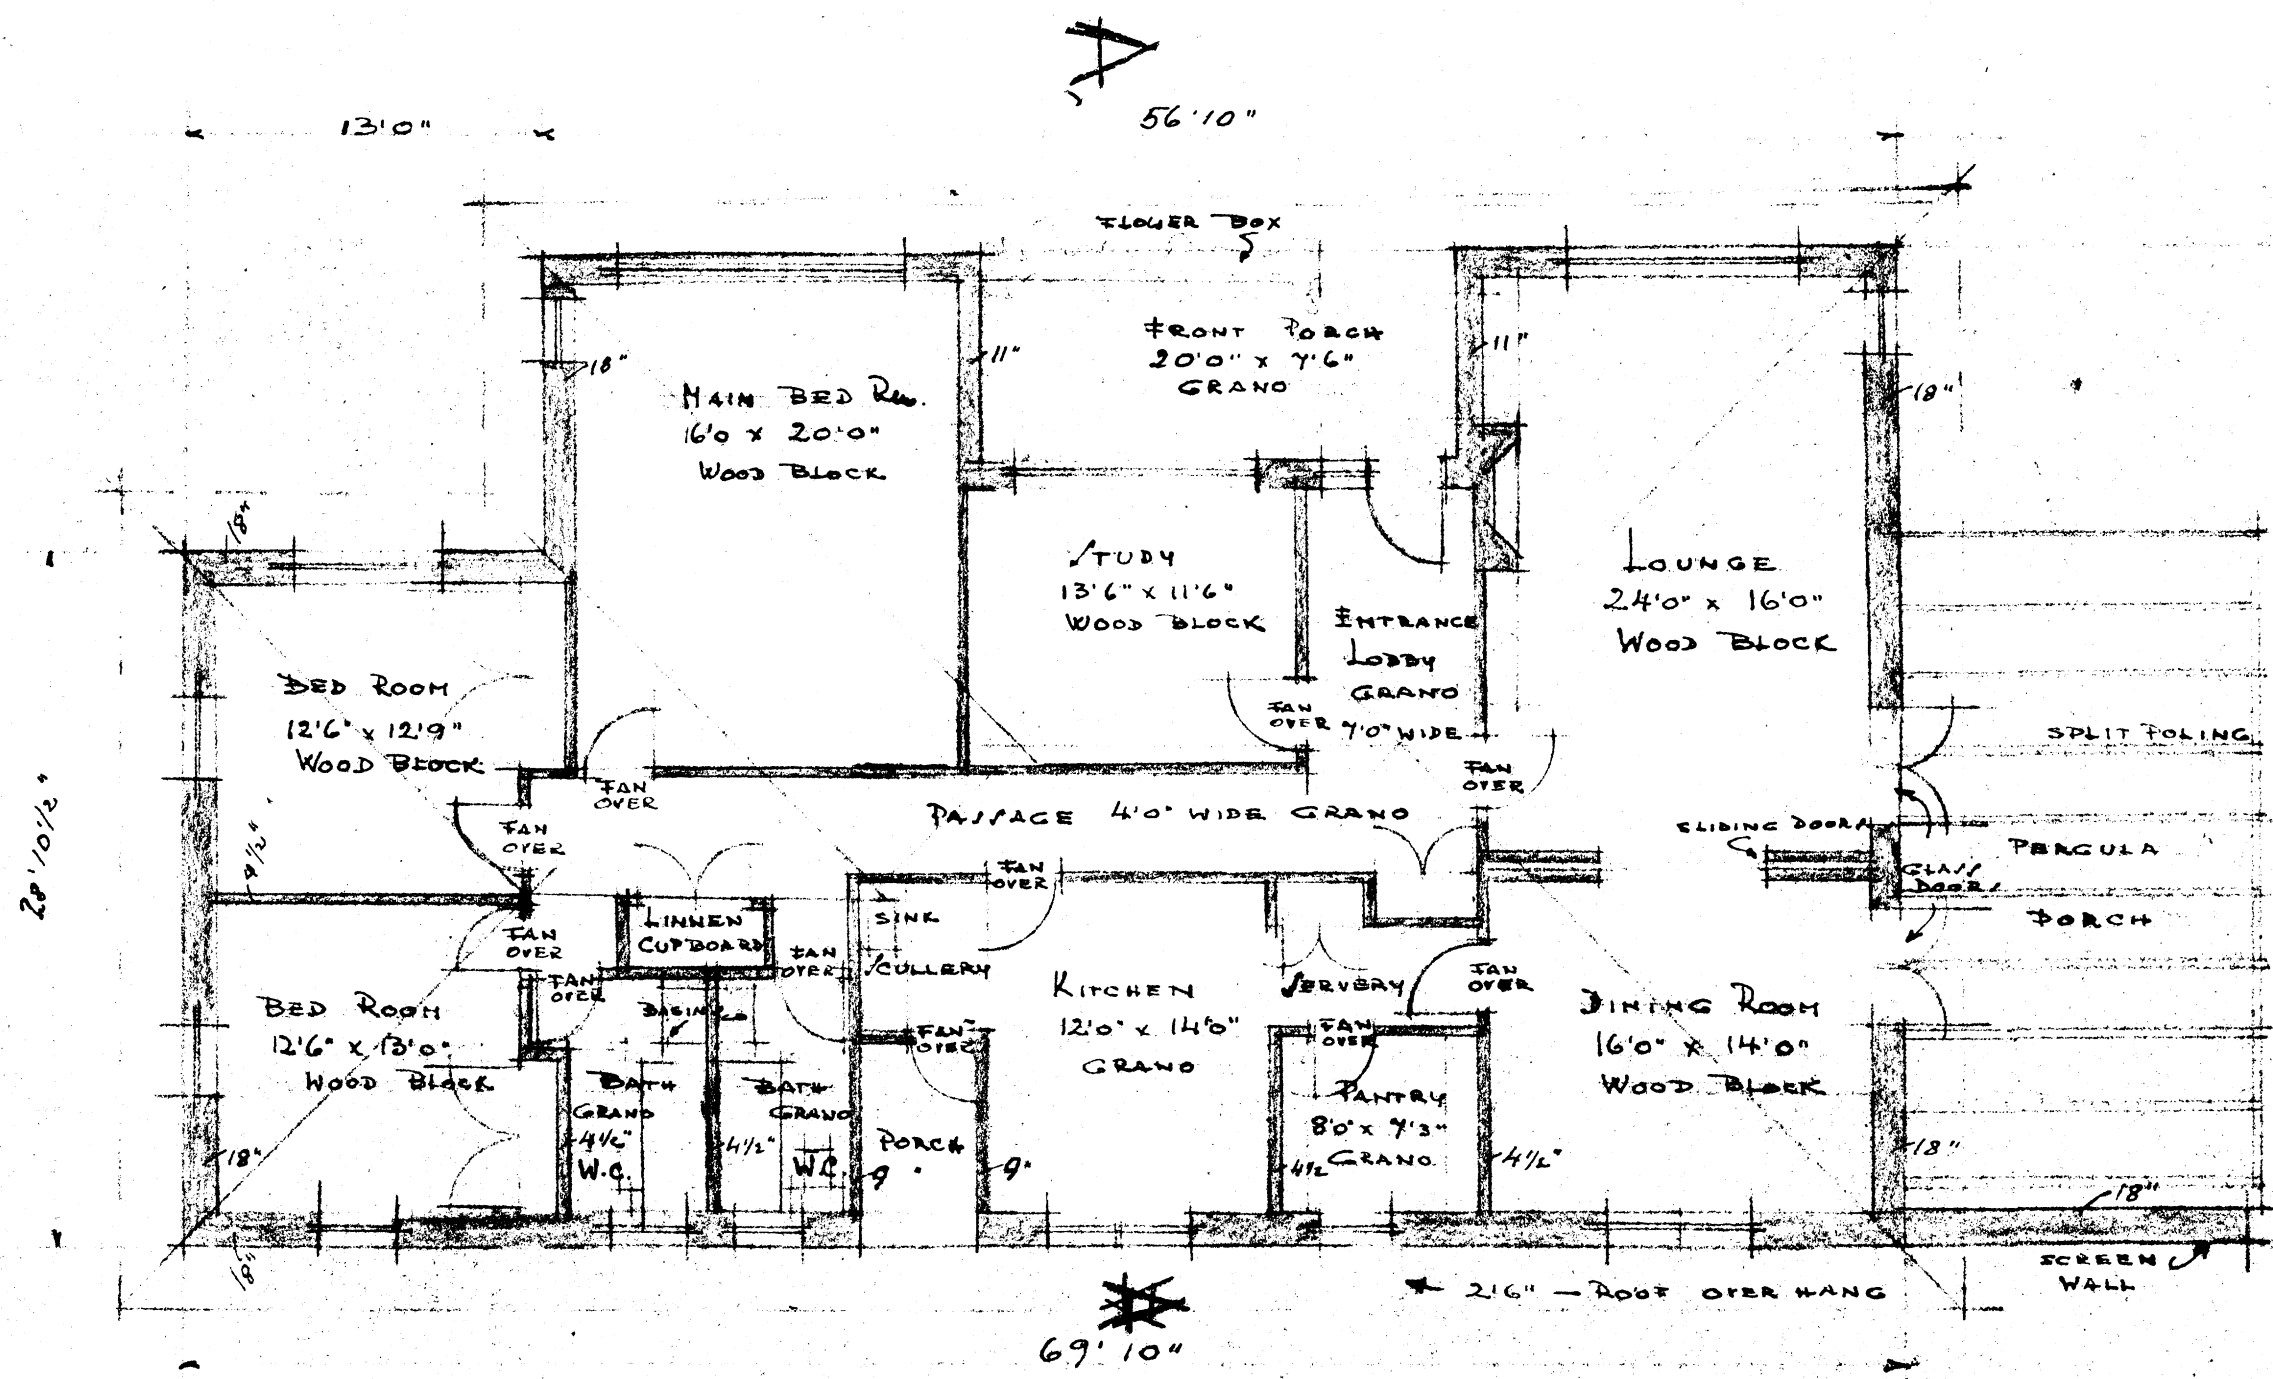 A
13'0"
56'10"
FLOWER BOX
FRONT PORCH
20'0" x 7'6"
GRANO
11"
11"
18"
18"
MAIN BED RM.
16'0 x 20'0"
WOOD BLOCK
18"
STUDY
13'6" x 11'6"
WOOD BLOCK
ENTRANCE
LOBBY
GRANO
7'0" WIDE
FAN
OVER
LOUNGE
24'0" x 16'0"
WOOD BLOCK
BED ROOM
12'6" x 12'9"
WOOD BLOCK
FAN
OVER
FAN
OVER
FAN
OVER
SPLIT POLING
28'10½"
4½"
PASSAGE 4'0" WIDE GRANO
SLIDING DOORS
PERGULA
GLASS
DOORS
PORCH
FAN
OVER
LINNEN
CUPBOARD
SINK
SCULLERY
FAN
OVER
FAN
OVER
FAN
OVER
BASIN
KITCHEN
12'0" x 14'0"
GRANO
SERVERY
FAN
OVER
DINING ROOM
16'0" x 14'0"
WOOD BLOCK
BED ROOM
12'6" x 13'0"
WOOD BLOCK
FAN
OVER
FAN
OVER
BATH
GRANO
4½"
W.C.
BATH
GRANO
4½"
W.C.
PORCH
9"
9"
PANTRY
8'0" x 7'3"
GRANO
4½
4½"
18"
18"
18"
18"
SCREEN
WALL
2'6" — ROOF OVER HANG
A
69'10"